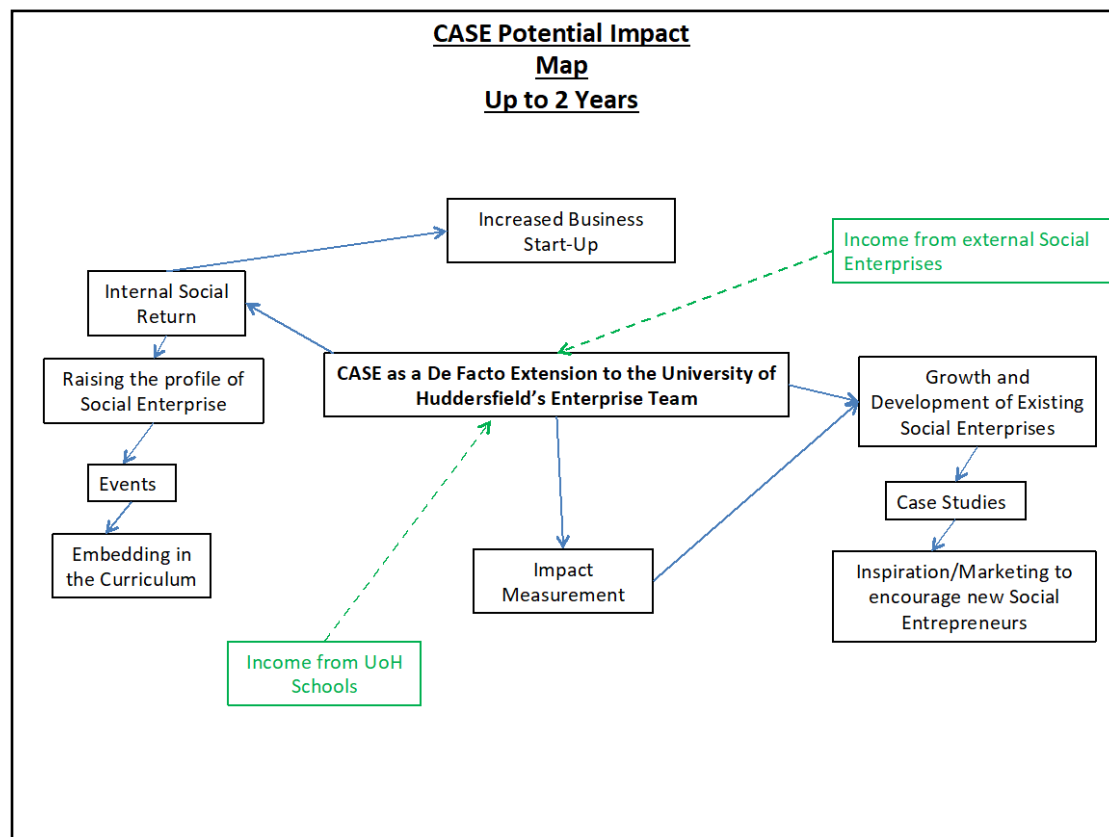 CASE Potential Impact
Map
Up to 2 Years
Increased Business
Start-Up
Income from external Social
Enterprises
Internal Social
Return
CASE as a De Facto Extension to the University of
Huddersfield’s Enterprise Team
Raising the profile of
Social Enterprise
Growth and
Development of Existing
Social Enterprises
Events
Case Studies
Embedding in
the Curriculum
Impact
Measurement
Inspiration/Marketing to
encourage new Social
Entrepreneurs
Income from UoH
Schools